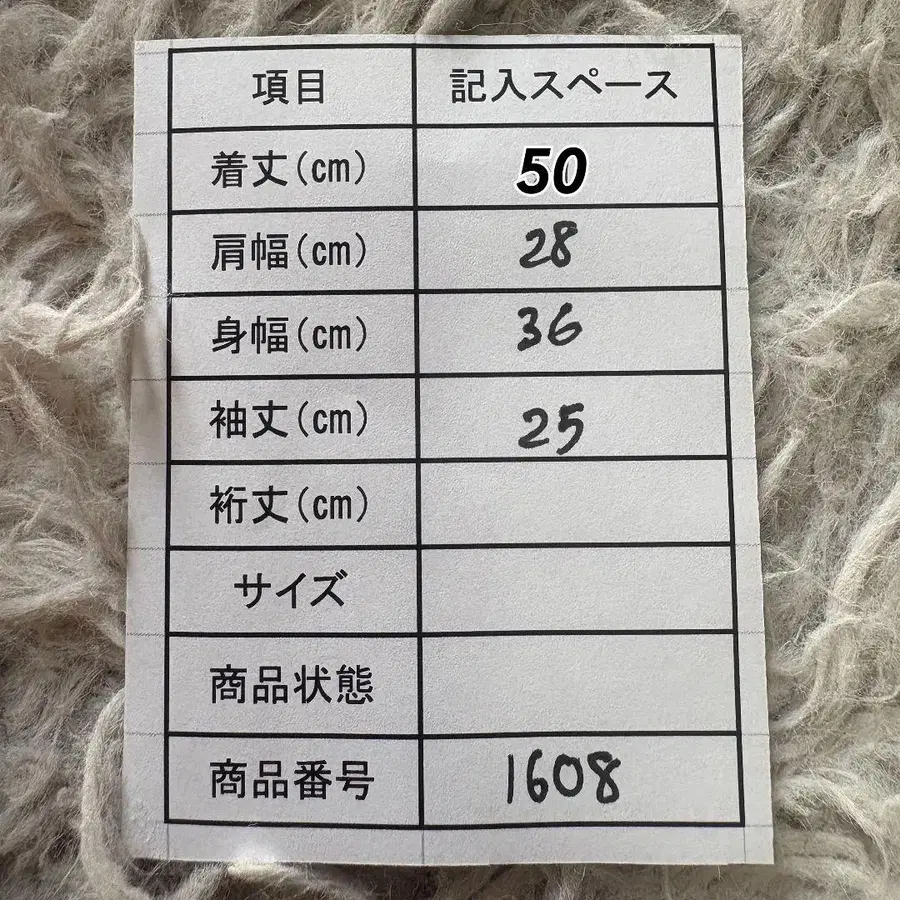 項目 記入スペース
着丈(cm) 50
肩幅(cm) 28
身幅(cm) 36
袖丈(cm) 25
裄丈(cm)
サイズ
商品状態
商品番号 1608